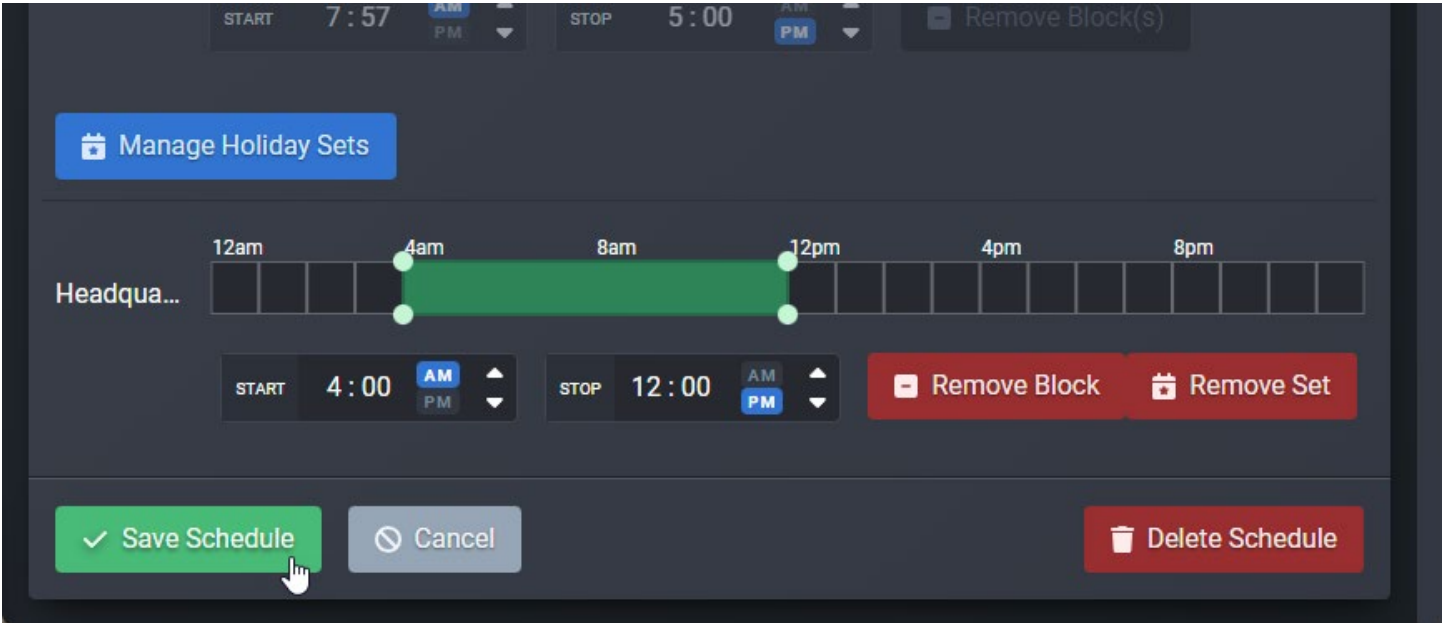 START 7:57 AM PM STOP 5:00 AM PM Remove Block(s)
Manage Holiday Sets
12am 4am 8am 12pm 4pm 8pm
Headqua...
START 4:00 AM PM STOP 12:00 AM PM Remove Block Remove Set
Save Schedule Cancel Delete Schedule